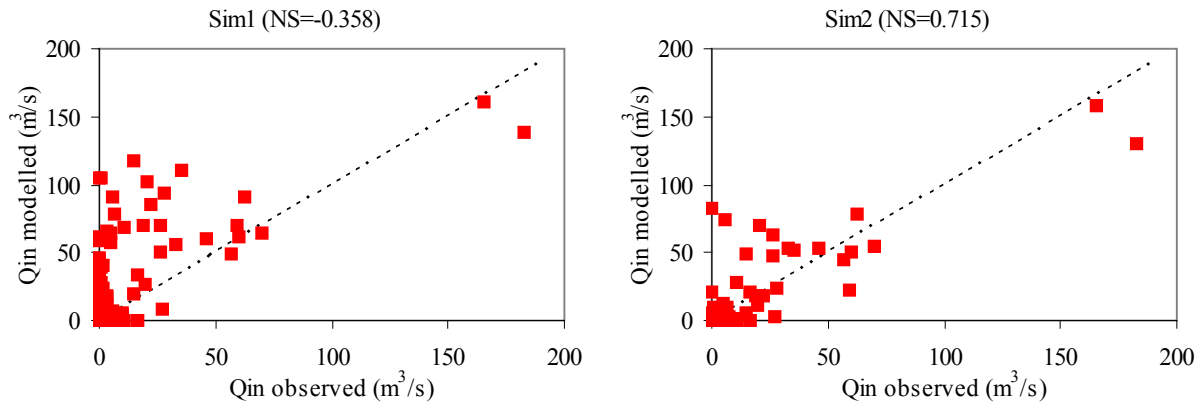 Sim1 (NS=-0.358)
200
150
100
50
0
Qin modelled (m³/s)
0 50 100 150 200
Qin observed (m³/s)
Sim2 (NS=0.715)
200
150
100
50
0
Qin modelled (m³/s)
0 50 100 150 200
Qin observed (m³/s)